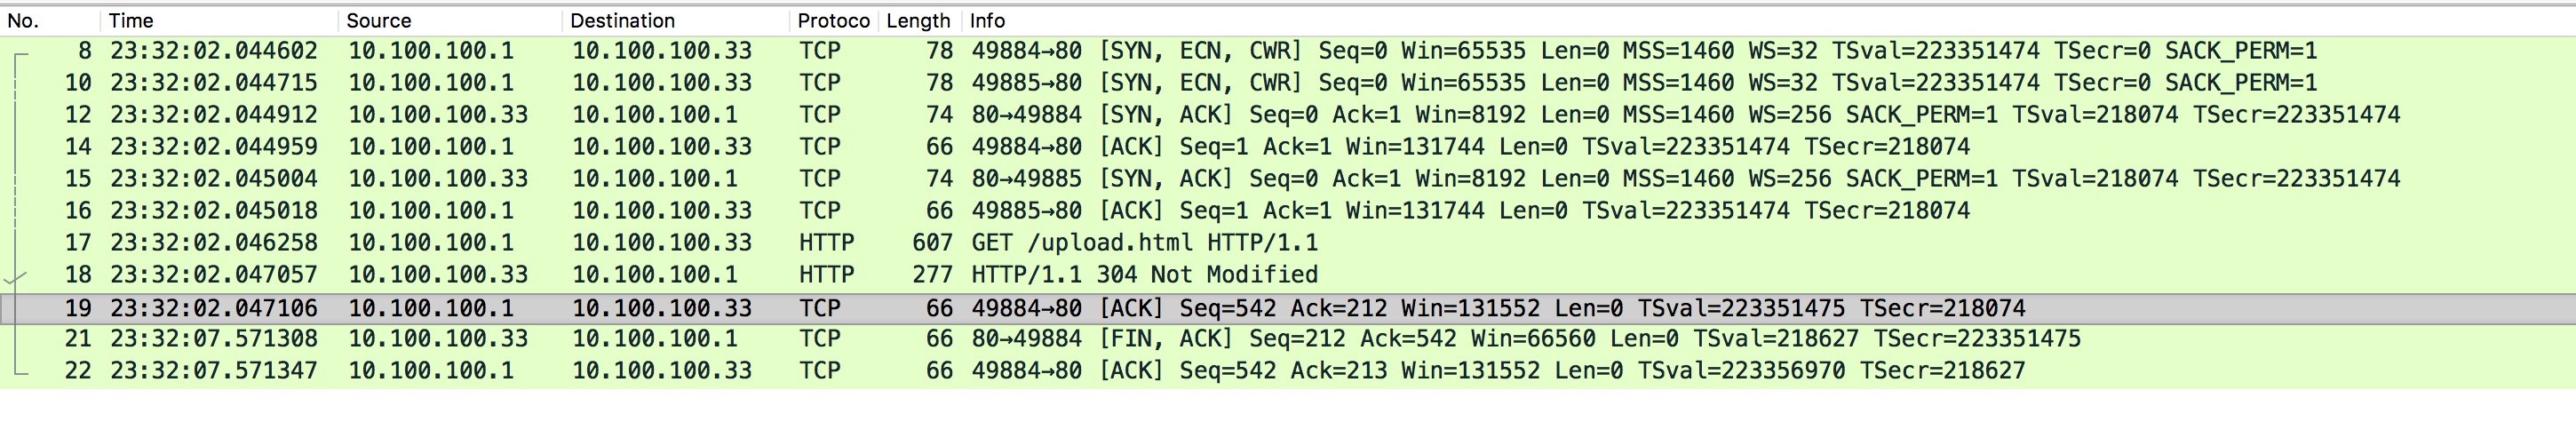 No. Time Source Destination Protoco Length Info
8 23:32:02.044602 10.100.100.1 10.100.100.33 TCP 78 49884→80 [SYN, ECN, CWR] Seq=0 Win=65535 Len=0 MSS=1460 WS=32 TSval=223351474 TSecr=0 SACK_PERM=1
10 23:32:02.044715 10.100.100.1 10.100.100.33 TCP 78 49885→80 [SYN, ECN, CWR] Seq=0 Win=65535 Len=0 MSS=1460 WS=32 TSval=223351474 TSecr=0 SACK_PERM=1
12 23:32:02.044912 10.100.100.33 10.100.100.1 TCP 74 80→49884 [SYN, ACK] Seq=0 Ack=1 Win=8192 Len=0 MSS=1460 WS=256 SACK_PERM=1 TSval=218074 TSecr=223351474
14 23:32:02.044959 10.100.100.1 10.100.100.33 TCP 66 49884→80 [ACK] Seq=1 Ack=1 Win=131744 Len=0 TSval=223351474 TSecr=218074
15 23:32:02.045004 10.100.100.33 10.100.100.1 TCP 74 80→49885 [SYN, ACK] Seq=0 Ack=1 Win=8192 Len=0 MSS=1460 WS=256 SACK_PERM=1 TSval=218074 TSecr=223351474
16 23:32:02.045018 10.100.100.1 10.100.100.33 TCP 66 49885→80 [ACK] Seq=1 Ack=1 Win=131744 Len=0 TSval=223351474 TSecr=218074
17 23:32:02.046258 10.100.100.1 10.100.100.33 HTTP 607 GET /upload.html HTTP/1.1
18 23:32:02.047057 10.100.100.33 10.100.100.1 HTTP 277 HTTP/1.1 304 Not Modified
19 23:32:02.047106 10.100.100.1 10.100.100.33 TCP 66 49884→80 [ACK] Seq=542 Ack=212 Win=131552 Len=0 TSval=223351475 TSecr=218074
21 23:32:07.571308 10.100.100.33 10.100.100.1 TCP 66 80→49884 [FIN, ACK] Seq=212 Ack=542 Win=66560 Len=0 TSval=218627 TSecr=223351475
22 23:32:07.571347 10.100.100.1 10.100.100.33 TCP 66 49884→80 [ACK] Seq=542 Ack=213 Win=131552 Len=0 TSval=223356970 TSecr=218627